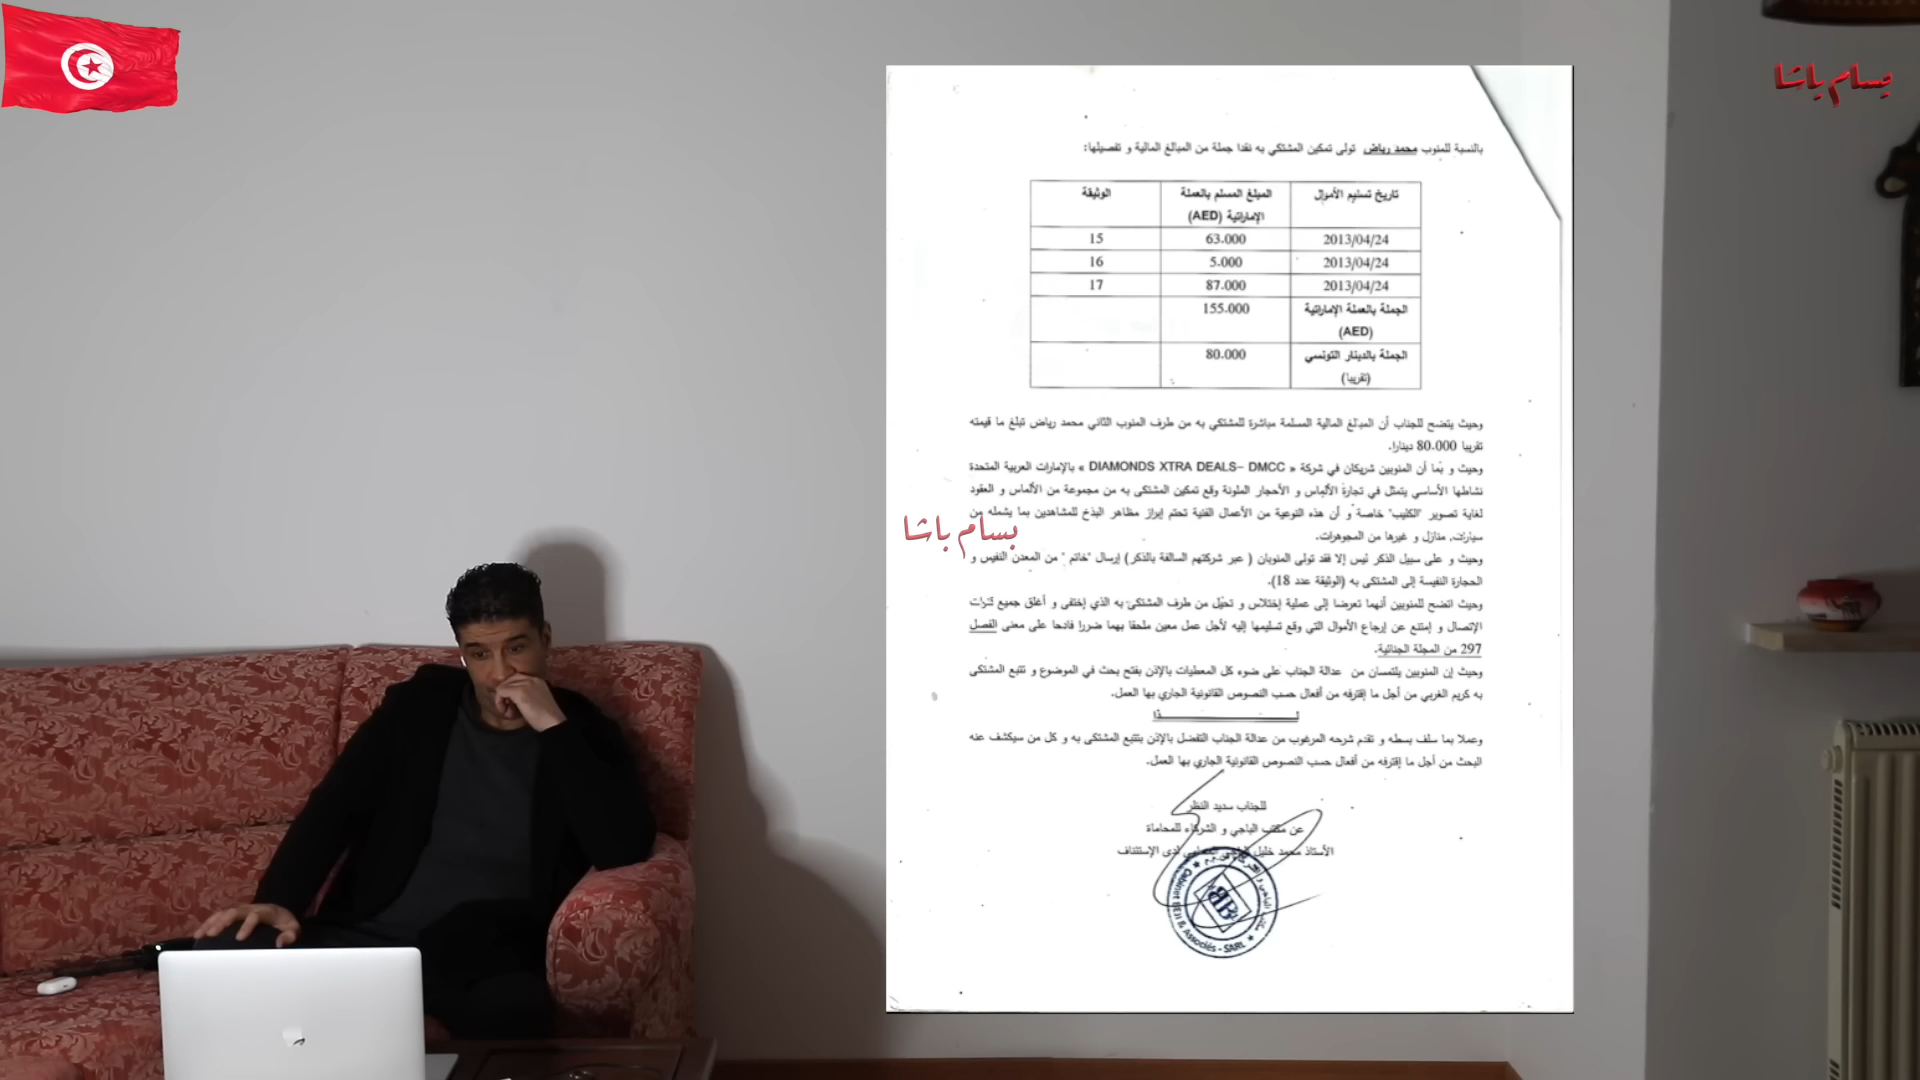 بسام باشا
بالنسبة للمنوب محمد رياض تولى تمكين المشتكي به نقدا جملة من المبالغ المالية و تفصيلها:
تاريخ تسليم الأموال المبلغ المسلم بالعملة الإماراتية (AED) الوثيقة
2013/04/24 63.000 15
2013/04/24 5.000 16
2013/04/24 87.000 17
الجملة بالعملة الإماراتية (AED) 155.000
الجملة بالدينار التونسي (تقريبا) 80.000
وحيث يتضح للجناب أن المبالغ المالية المسلمة مباشرة للمشتكي به من طرف المنوب الثاني محمد رياض تبلغ ما قيمته
تقريبا 80.000 دينارا.
وحيث و بما أن المنوبين شريكان في شركة « DIAMONDS XTRA DEALS– DMCC » بالإمارات العربية المتحدة
نشاطها الأساسي يتمثل في تجارة الألماس و الأحجار الملونة وقع تمكين المشتكى به من مجموعة من الألماس و العقود
لغاية تصوير "الكليب" خاصة و أن هذه النوعية من الأعمال الفنية تحتم إبراز مظاهر البذخ للمشاهدين بما يشمله من
سيارات, منازل و غيرها من المجوهرات.
بسام باشا
وحيث و على سبيل الذكر ليس إلا فقد تولى المنوبان ( عبر شركتهم السالفة بالذكر) إرسال "خاتم " من المعدن النفيس و
الحجارة النفيسة إلى المشتكى به (الوثيقة عدد 18).
وحيث اتضح للمنوبين أنهما تعرضا إلى عملية إختلاس و تحيّل من طرف المشتكى به الذي إختفى و أغلق جميع قنوات
الإتصال و إمتنع عن إرجاع الأموال التي وقع تسليمها إليه لأجل عمل معين ملحقا بهما ضررا فادحا على معنى الفصل
297 من المجلة الجنائية.
وحيث إن المنوبين يلتمسان من عدالة الجناب على ضوء كل المعطيات بالإذن بفتح بحث في الموضوع و تتبع المشتكى
به كريم الغربي من أجل ما إقترفه من أفعال حسب النصوص القانونية الجاري بها العمل.
لـــــــــــــــذا
وعملا بما سلف بسطه و تقدم شرحه المرغوب من عدالة الجناب التفضل بالإذن بتتبع المشتكى به و كل من سيكشف عنه
البحث من أجل ما إقترفه من أفعال حسب النصوص القانونية الجاري بها العمل.
للجناب سديد النظر
عن مكتب الباجي و الشركاء للمحاماة
الأستاذ محمد خليل الباجي المحامي لدى الإستئناف
Cabinet BEJI & Associés - SARL